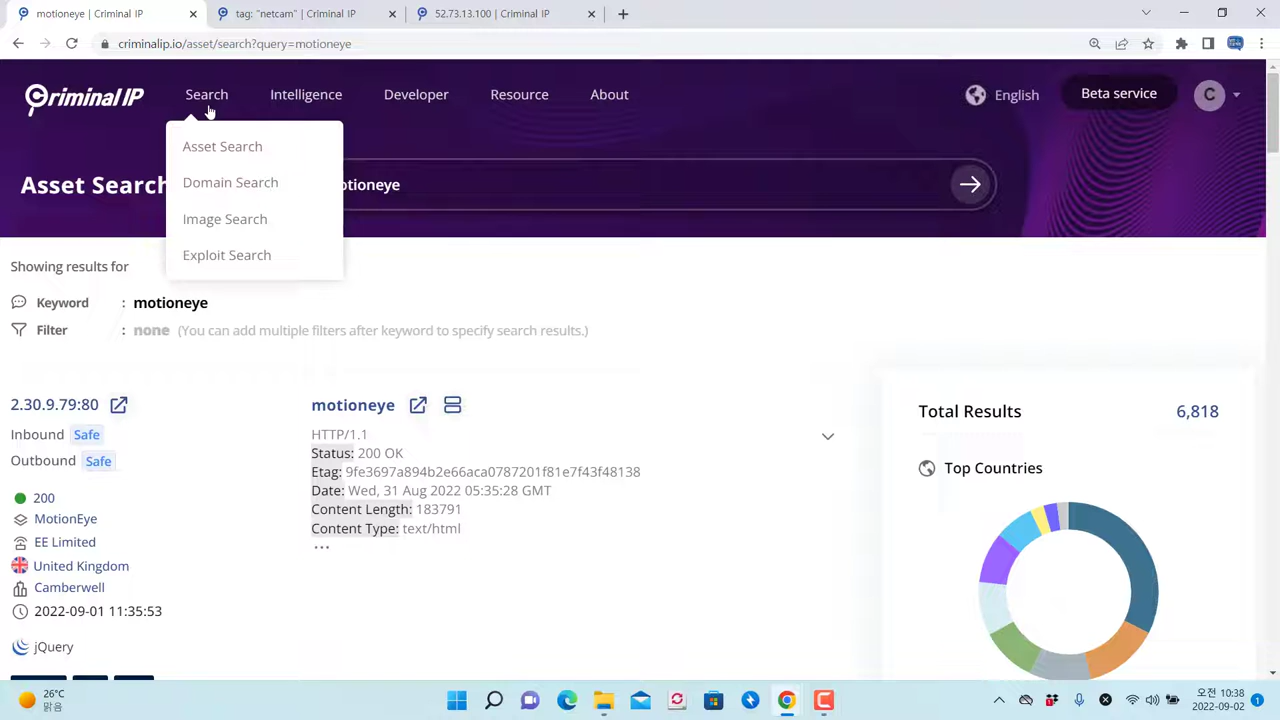 motioneye | Criminal IP
tag: "netcam" | Criminal IP
52.73.13.100 | Criminal IP
criminalip.io/asset/search?query=motioneye
Criminal IP
Search
Intelligence
Developer
Resource
About
English
Beta service
C
Asset Search
otioneye
Asset Search
Domain Search
Image Search
Exploit Search
Showing results for
Keyword : motioneye
Filter : none (You can add multiple filters after keyword to specify search results.)
2.30.9.79:80
Inbound Safe
Outbound Safe
200
MotionEye
EE Limited
United Kingdom
Camberwell
2022-09-01 11:35:53
jQuery
motioneye
HTTP/1.1
Status: 200 OK
Etag: 9fe3697a894b2e66aca0787201f81e7f43f48138
Date: Wed, 31 Aug 2022 05:35:28 GMT
Content Length: 183791
Content Type: text/html
...
Total Results 6,818
Top Countries
26°C
맑음
오전 10:38
2022-09-02
1